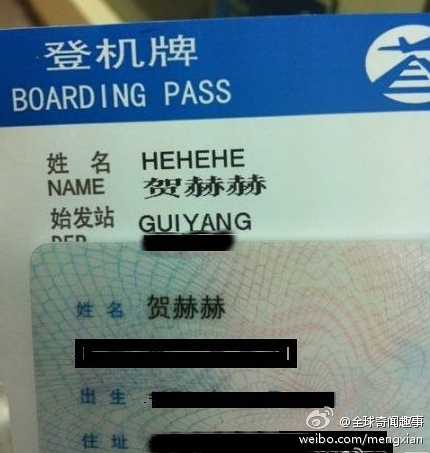 登机牌
BOARDING PASS
姓 名 HEHEHE
NAME 贺赫赫
始发站 GUIYANG
姓 名 贺赫赫
出 生
住 址
@全球奇闻趣事
weibo.com/mengxian